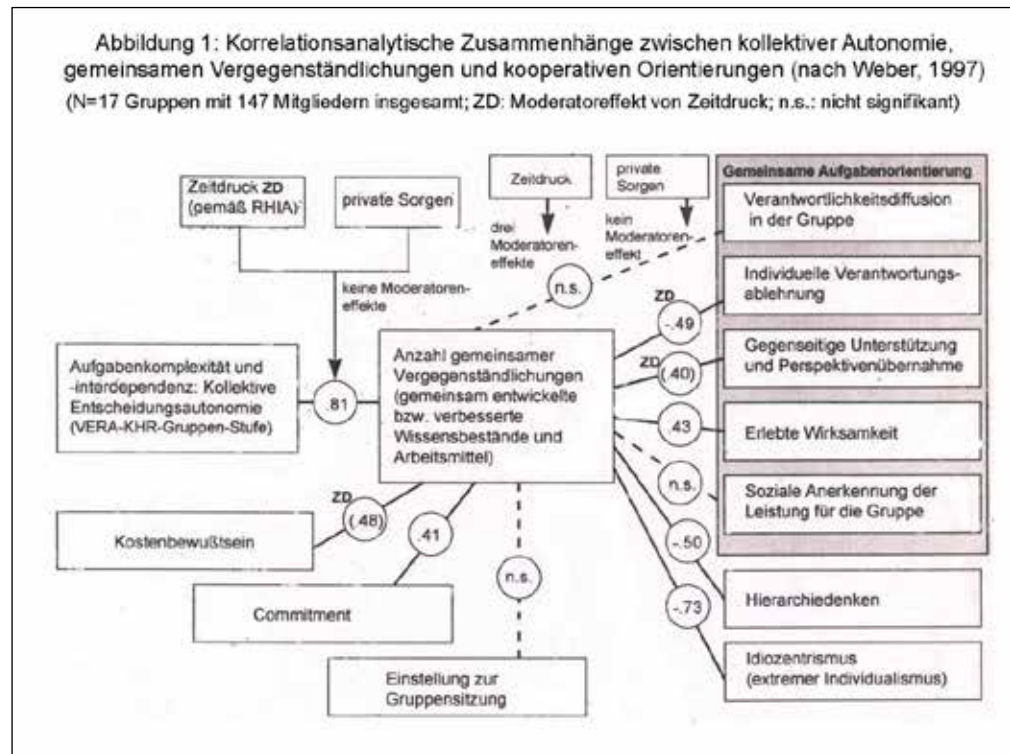 Abbildung 1: Korrelationsanalytische Zusammenhänge zwischen kollektiver Autonomie,
gemeinsamen Vergegenständlichungen und kooperativen Orientierungen (nach Weber, 1997)
(N=17 Gruppen mit 147 Mitgliedern insgesamt; ZD: Moderatoreffekt von Zeitdruck; n.s.: nicht signifikant)
Zeitdruck ZD
(gemäß RHIA)
private Sorgen
keine Moderatoren-
effekte
Zeitdruck
drei
Moderatoren-
effekte
private
Sorgen
kein
Moderatoren-
effekt
Gemeinsame Aufgabenorientierung
Verantwortlichkeitsdiffusion
in der Gruppe
n.s.
Individuelle Verantwortungs-
ablehnung
ZD
-.49
Gegenseitige Unterstützung
und Perspektivenübernahme
ZD
(.40)
Erlebte Wirksamkeit
.43
Soziale Anerkennung der
Leistung für die Gruppe
n.s.
Hierarchiedenken
-.50
Idiozentrismus
(extremer Individualismus)
-.73
Aufgabenkomplexität und
-interdependenz: Kollektive
Entscheidungsautonomie
(VERA-KHR-Gruppen-Stufe)
.81
Anzahl gemeinsamer
Vergegenständlichungen
(gemeinsam entwickelte
bzw. verbesserte
Wissensbestände und
Arbeitsmittel)
ZD
(.48)
Kostenbewußtsein
.41
Commitment
n.s.
Einstellung zur
Gruppensitzung